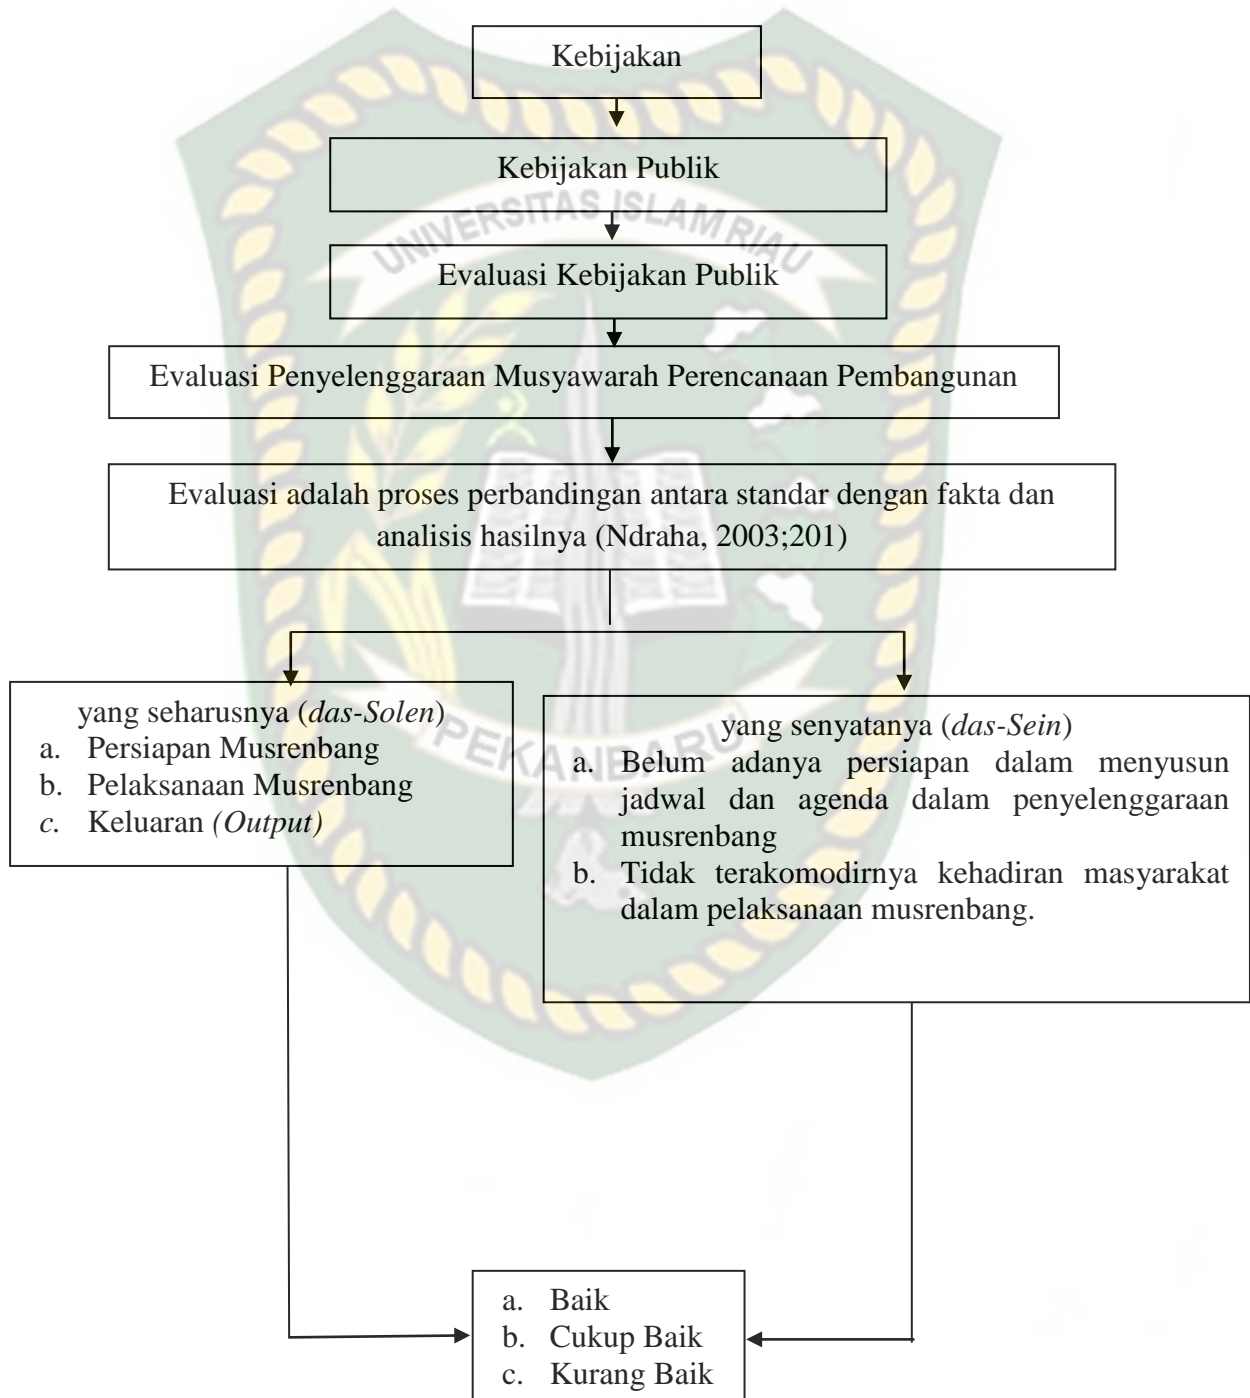 Kebijakan
Kebijakan Publik
UNIVERSITAS ISLAM RIAU
Evaluasi Kebijakan Publik
Evaluasi Penyelenggaraan Musyawarah Perencanaan Pembangunan
Evaluasi adalah proses perbandingan antara standar dengan fakta dan
analisis hasilnya (Ndraha, 2003;201)
yang seharusnya (das-Solen)
a. Persiapan Musrenbang
b. Pelaksanaan Musrenbang
c. Keluaran (Output)
yang senyatanya (das-Sein)
a. Belum adanya persiapan dalam menyusun
jadwal dan agenda dalam penyelenggaraan
musrenbang
b. Tidak terakomodirnya kehadiran masyarakat
dalam pelaksanaan musrenbang.
PEKANBARU
a. Baik
b. Cukup Baik
c. Kurang Baik